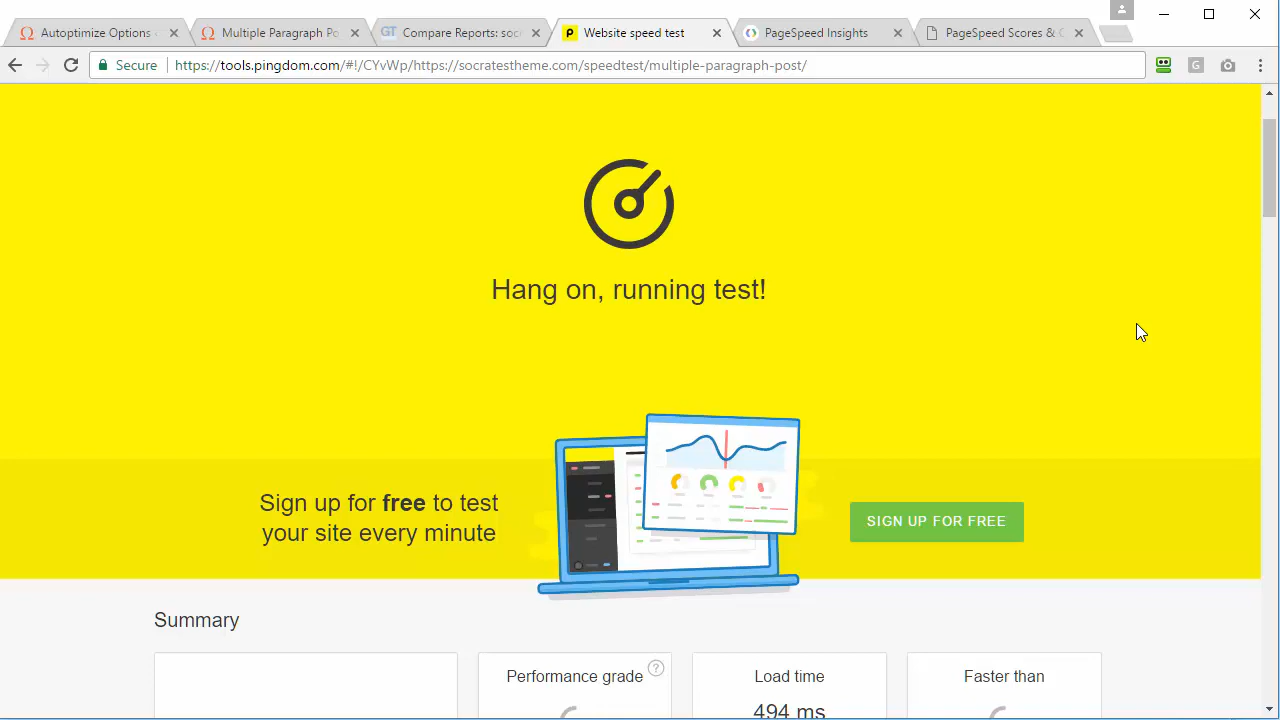 Autoptimize Options
Multiple Paragraph Po
GT
pare Reports: soc
Website speed test
PageSpeed Insights
PageSpeed Scores & C
Secure
https://tools.pingdom.com/#!/CYvWp/https://socratestheme.com/speedtest/multiple-paragraph-post/
G
Hang on, running test!
Sign up for free to test
your site every minute
SIGN UP FOR FREE
Summary
Performance grade
?
Load time
Faster than
494 ms